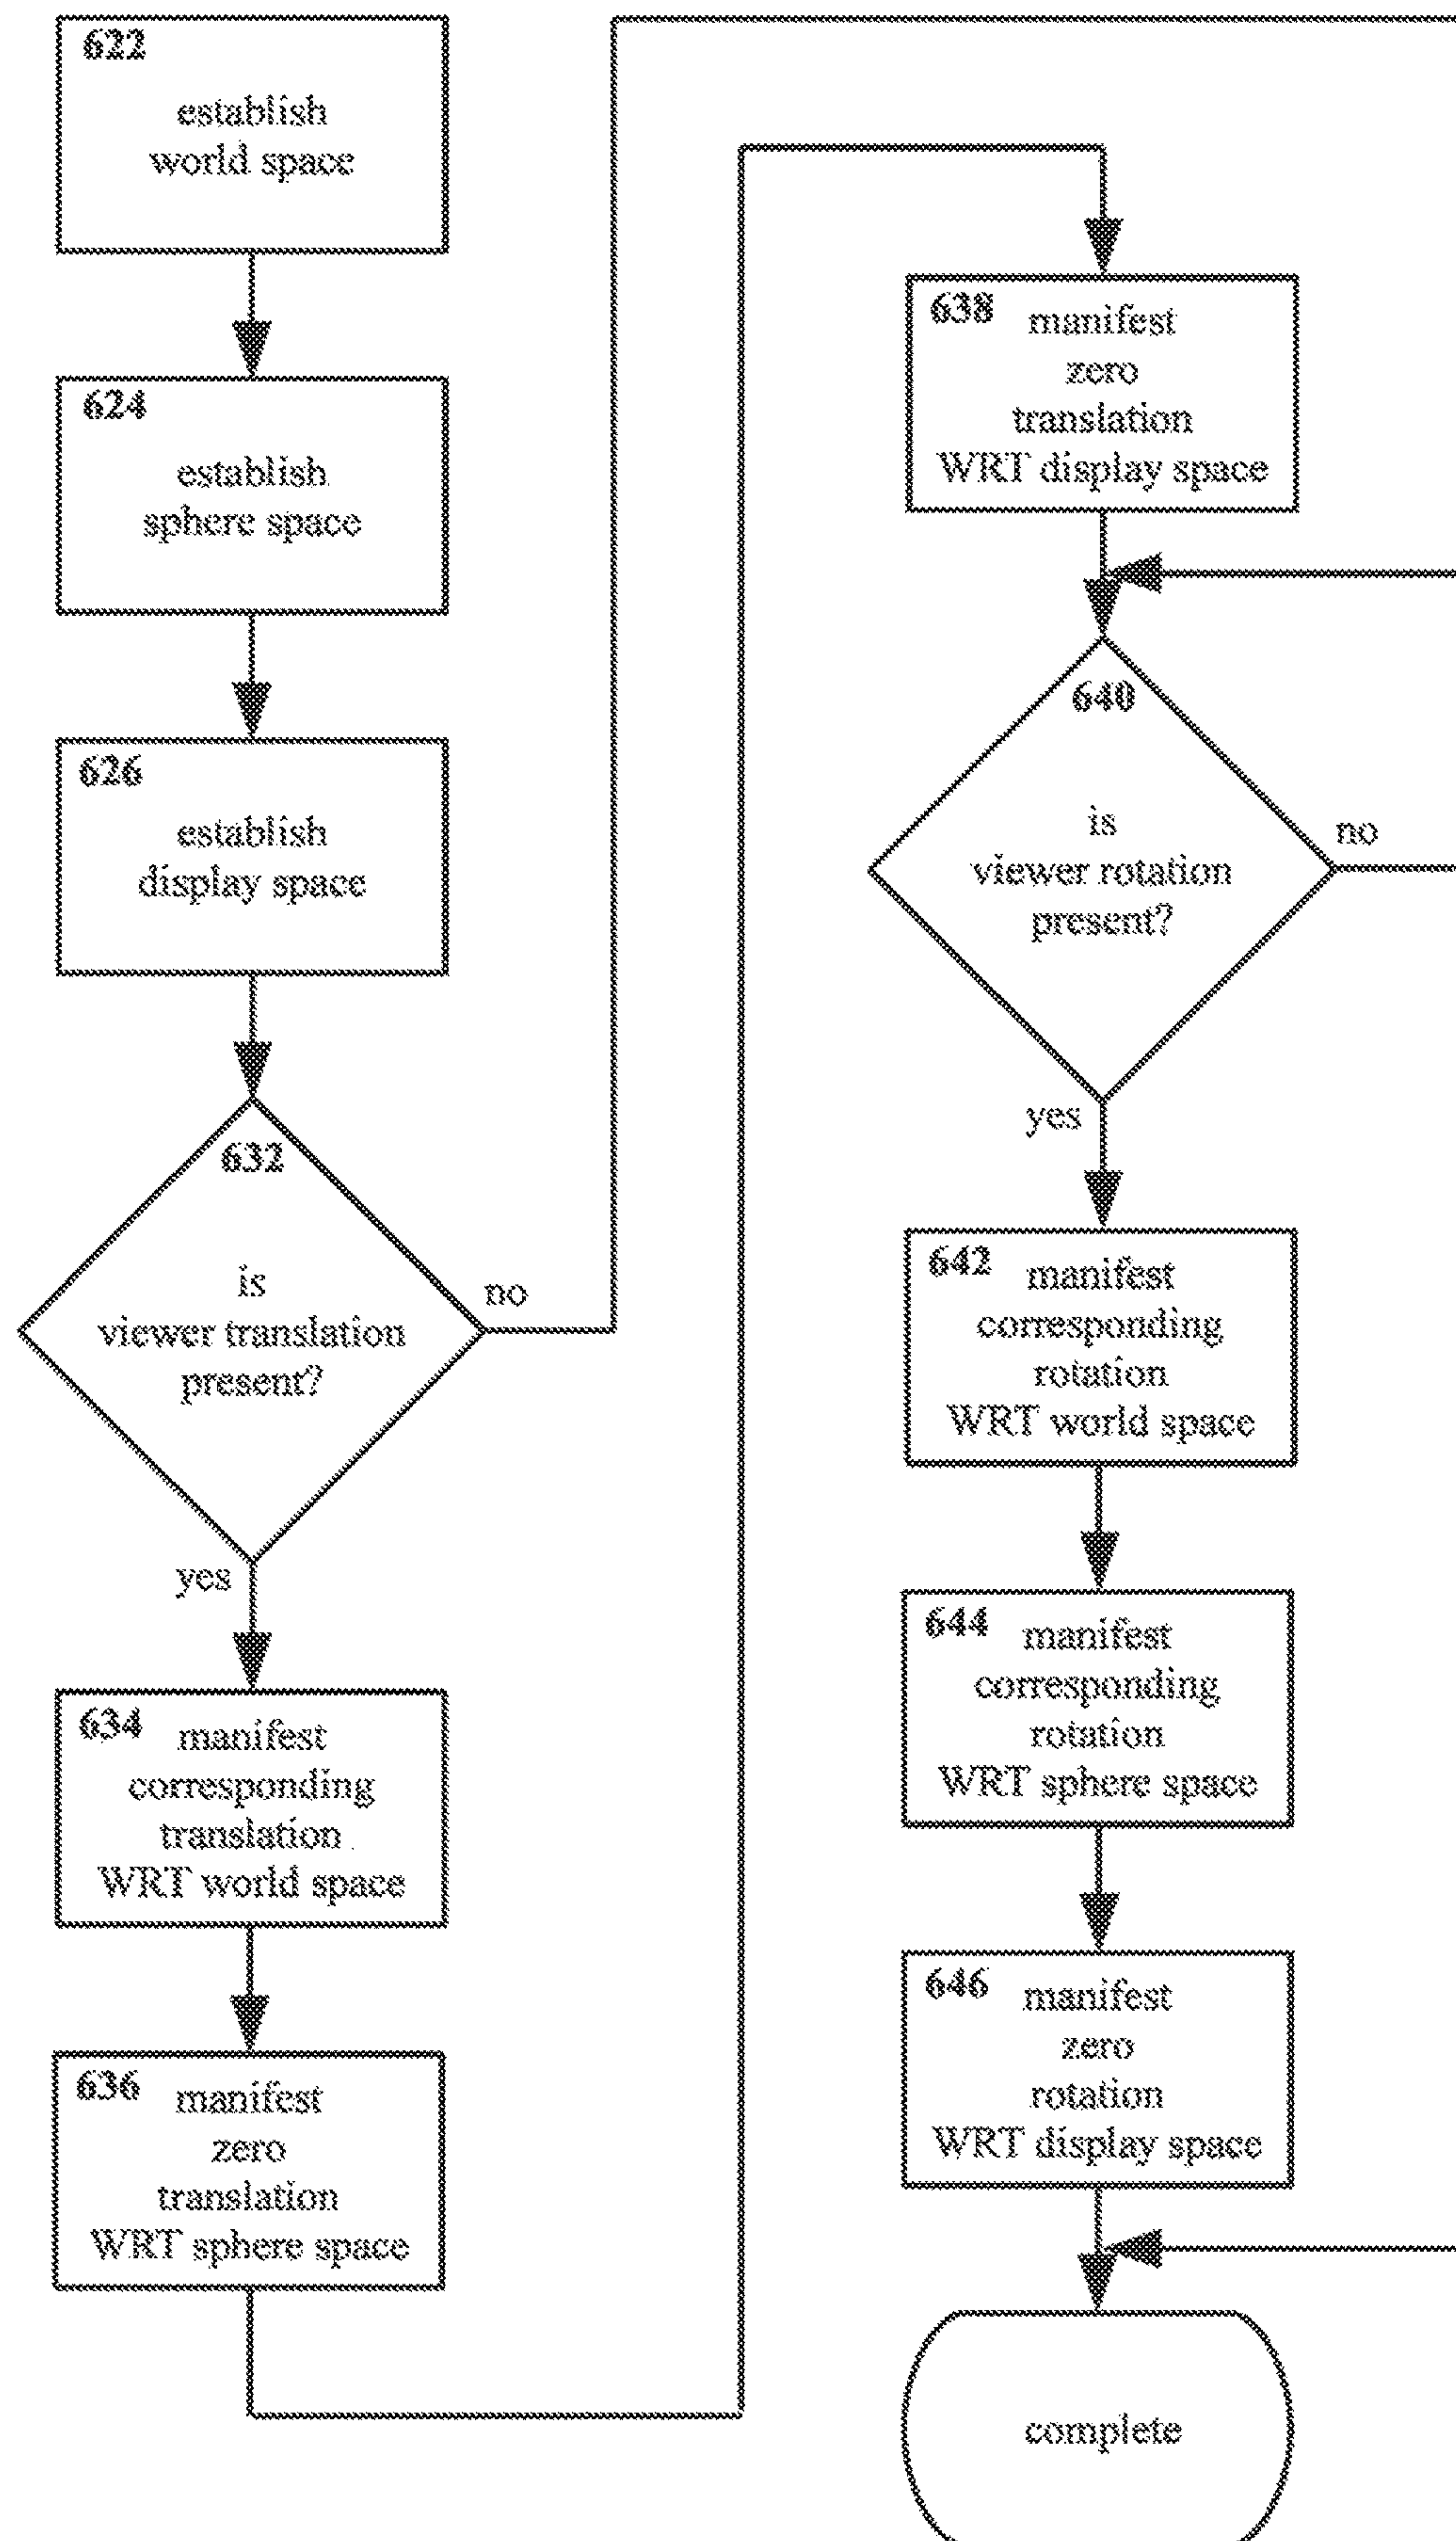 622
establish
world space
624
establish
sphere space
626
establish
display space
632
is
viewer translation
present?
no
yes
634
manifest
corresponding
translation
WRT world space
636
manifest
zero
translation
WRT sphere space
638
manifest
zero
translation
WRT display space
640
is
viewer rotation
present?
no
yes
642
manifest
corresponding
rotation
WRT world space
644
manifest
corresponding
rotation
WRT sphere space
646
manifest
zero
rotation
WRT display space
complete